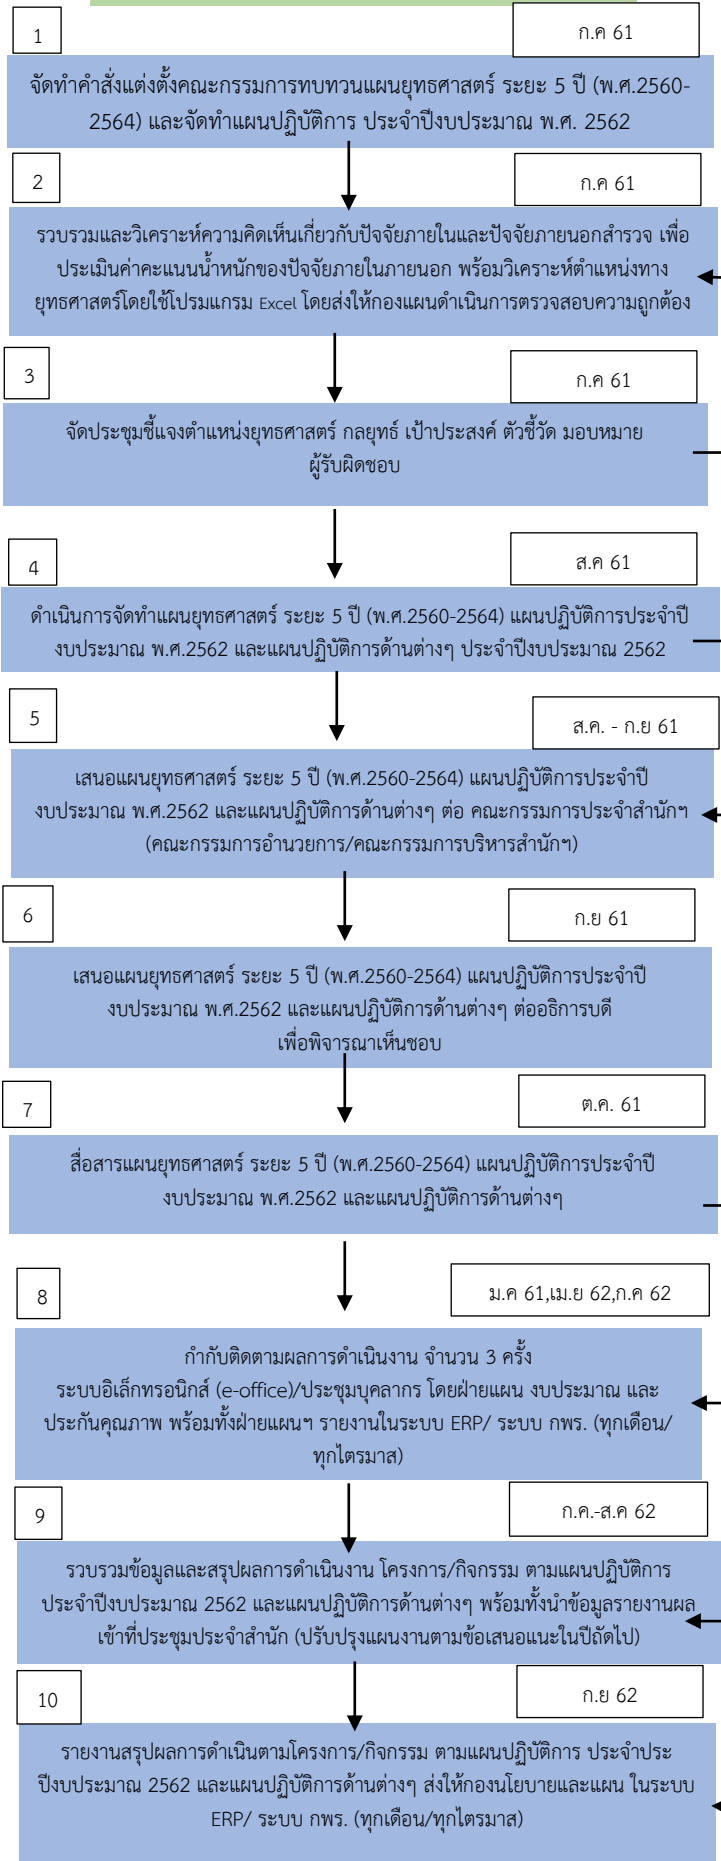 1
ก.ค 61
จัดทำคำสั่งแต่งตั้งคณะกรรมการทบทวนแผนยุทธศาสตร์ ระยะ 5 ปี (พ.ศ.2560-
2564) และจัดทำแผนปฏิบัติการ ประจำปีงบประมาณ พ.ศ. 2562
2
ก.ค 61
รวบรวมและวิเคราะห์ความคิดเห็นเกี่ยวกับปัจจัยภายในและปัจจัยภายนอกสำรวจ เพื่อ
ประเมินค่าคะแนนน้ำหนักของปัจจัยภายในภายนอก พร้อมวิเคราะห์ตำแหน่งทาง
ยุทธศาสตร์โดยใช้โปรมแกรม Excel โดยส่งให้กองแผนดำเนินการตรวจสอบความถูกต้อง
3
ก.ค 61
จัดประชุมชี้แจงตำแหน่งยุทธศาสตร์ กลยุทธ์ เป้าประสงค์ ตัวชี้วัด มอบหมาย
ผู้รับผิดชอบ
4
ส.ค 61
ดำเนินการจัดทำแผนยุทธศาสตร์ ระยะ 5 ปี (พ.ศ.2560-2564) แผนปฏิบัติการประจำปี
งบประมาณ พ.ศ.2562 และแผนปฏิบัติการด้านต่างๆ ประจำปีงบประมาณ 2562
5
ส.ค. - ก.ย 61
เสนอแผนยุทธศาสตร์ ระยะ 5 ปี (พ.ศ.2560-2564) แผนปฏิบัติการประจำปี
งบประมาณ พ.ศ.2562 และแผนปฏิบัติการด้านต่างๆ ต่อ คณะกรรมการประจำสำนักฯ
(คณะกรรมการอำนวยการ/คณะกรรมการบริหารสำนักฯ)
6
ก.ย 61
เสนอแผนยุทธศาสตร์ ระยะ 5 ปี (พ.ศ.2560-2564) แผนปฏิบัติการประจำปี
งบประมาณ พ.ศ.2562 และแผนปฏิบัติการด้านต่างๆ ต่ออธิการบดี
เพื่อพิจารณาเห็นชอบ
7
ต.ค. 61
สื่อสารแผนยุทธศาสตร์ ระยะ 5 ปี (พ.ศ.2560-2564) แผนปฏิบัติการประจำปี
งบประมาณ พ.ศ.2562 และแผนปฏิบัติการด้านต่างๆ
8
ม.ค 61,เม.ย 62,ก.ค 62
กำกับติดตามผลการดำเนินงาน จำนวน 3 ครั้ง
ระบบอิเล็กทรอนิกส์ (e-office)/ประชุมบุคลากร โดยฝ่ายแผน งบประมาณ และ
ประกันคุณภาพ พร้อมทั้งฝ่ายแผนฯ รายงานในระบบ ERP/ ระบบ กพร. (ทุกเดือน/
ทุกไตรมาส)
9
ก.ค.-ส.ค 62
รวบรวมข้อมูลและสรุปผลการดำเนินงาน โครงการ/กิจกรรม ตามแผนปฏิบัติการ
ประจำปีงบประมาณ 2562 และแผนปฏิบัติการด้านต่างๆ พร้อมทั้งนำข้อมูลรายงานผล
เข้าที่ประชุมประจำสำนัก (ปรับปรุงแผนงานตามข้อเสนอแนะในปีถัดไป)
10
ก.ย 62
รายงานสรุปผลการดำเนินตามโครงการ/กิจกรรม ตามแผนปฏิบัติการ ประจำประ
ปีงบประมาณ 2562 และแผนปฏิบัติการด้านต่างๆ ส่งให้กองนโยบายและแผน ในระบบ
ERP/ ระบบ กพร. (ทุกเดือน/ทุกไตรมาส)